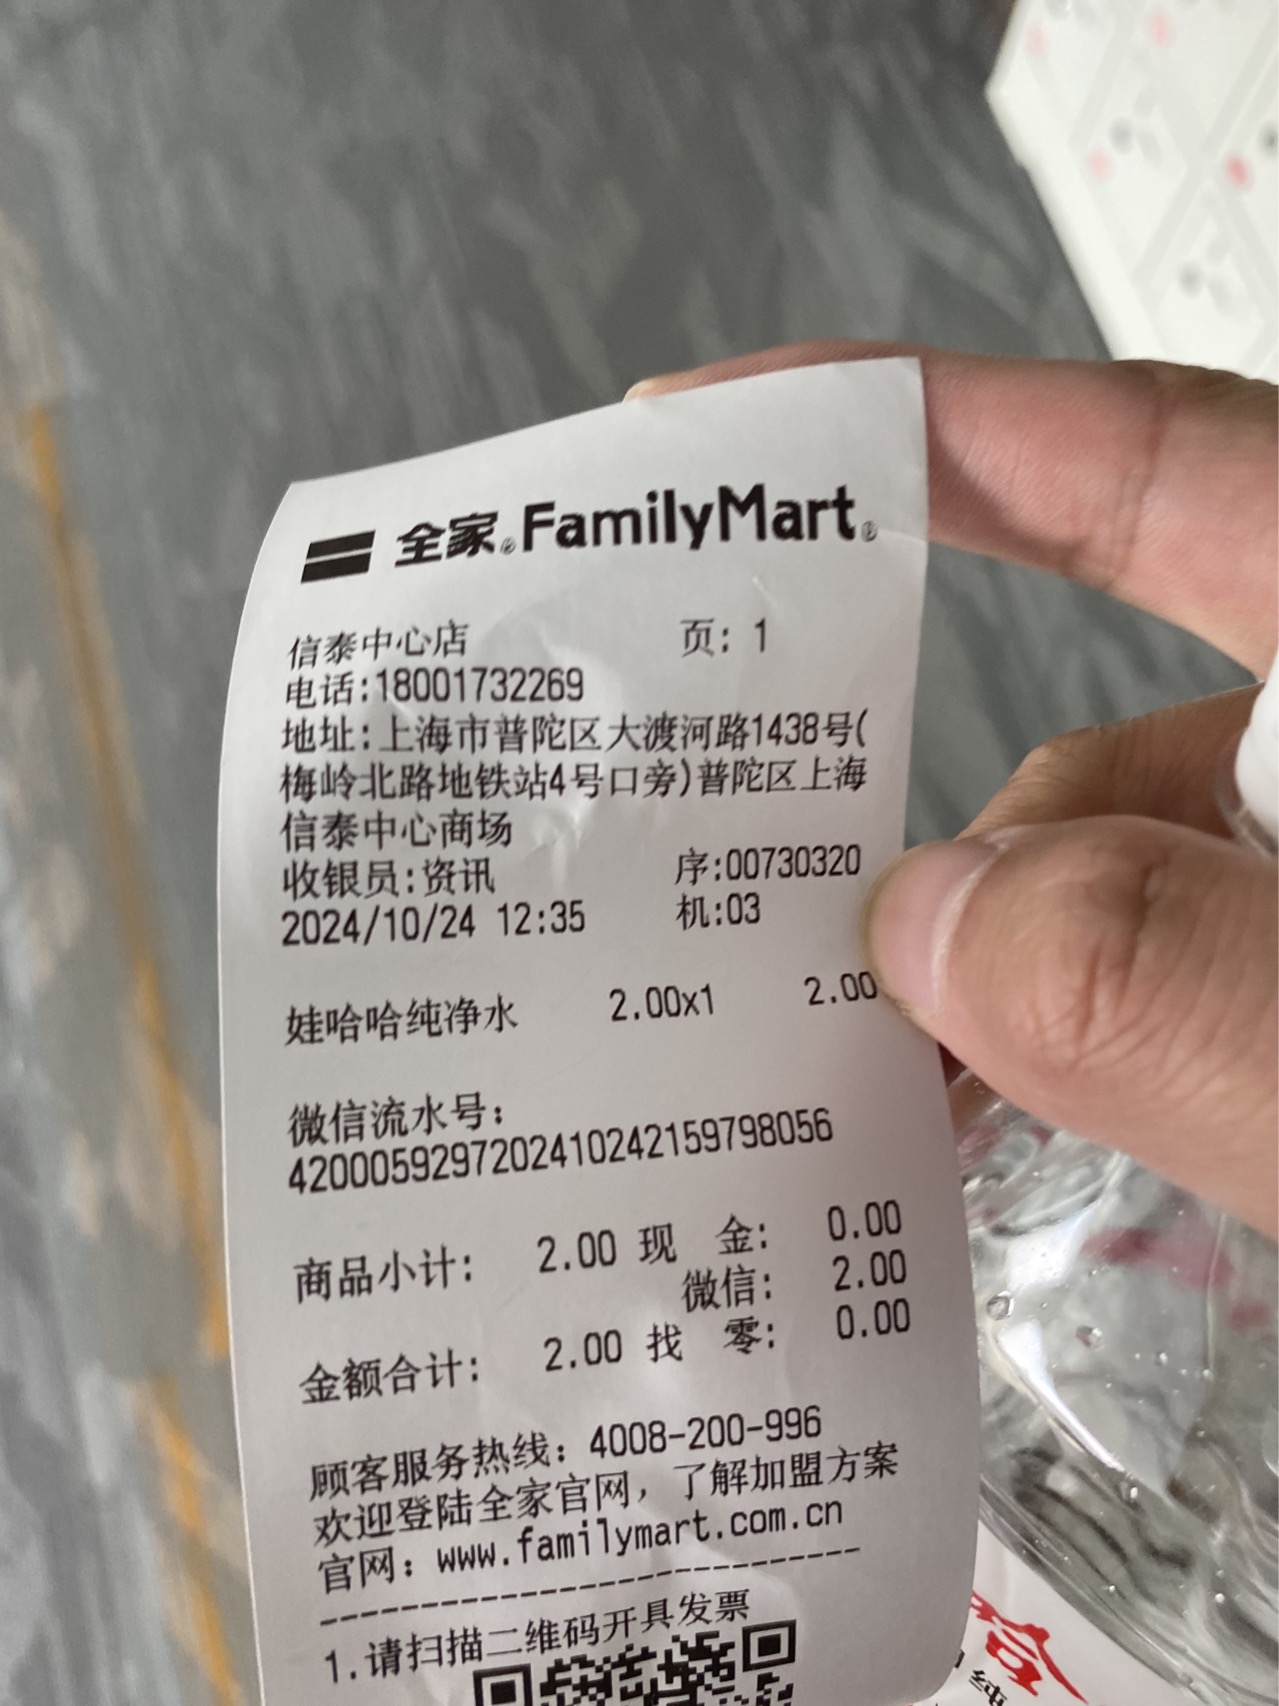 全家®FamilyMart®
信泰中心店 页: 1
电话:18001732269
地址:上海市普陀区大渡河路1438号(
梅岭北路地铁站4号口旁)普陀区上海
信泰中心商场
收银员:资讯 序:00730320
2024/10/24 12:35 机:03
娃哈哈纯净水 2.00x1 2.00
微信流水号:
4200059297202410242159798056
商品小计: 2.00 现 金: 0.00
微信: 2.00
金额合计: 2.00 找 零: 0.00
顾客服务热线: 4008-200-996
欢迎登陆全家官网, 了解加盟方案
官网: www.familymart.com.cn
--------------------------------
1.请扫描二维码开具发票
哈
纯